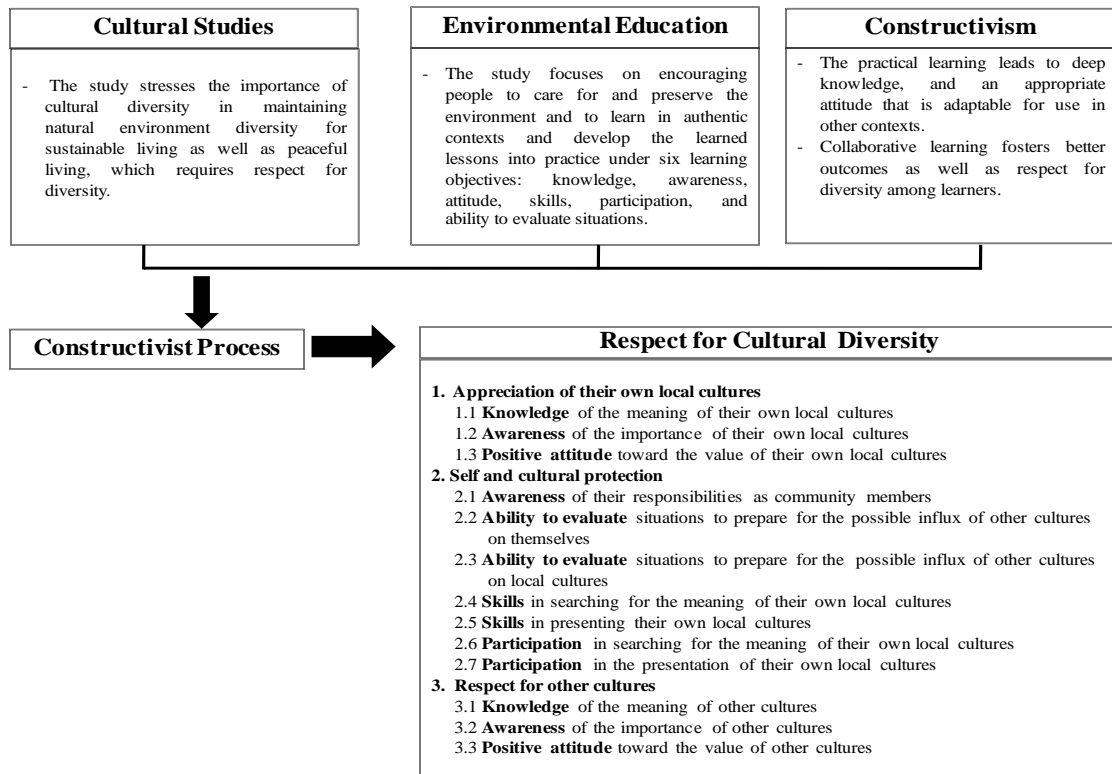 Cultural Studies
- The study stresses the importance of
cultural diversity in maintaining
natural environment diversity for
sustainable living as well as peaceful
living, which requires respect for
diversity.
Environmental Education
- The study focuses on encouraging
people to care for and preserve the
environment and to learn in authentic
contexts and develop the learned
lessons into practice under six learning
objectives: knowledge, awareness,
attitude, skills, participation, and
ability to evaluate situations.
Constructivism
- The practical learning leads to deep
knowledge, and an appropriate
attitude that is adaptable for use in
other contexts.
- Collaborative learning fosters better
outcomes as well as respect for
diversity among learners.
Constructivist Process
Respect for Cultural Diversity
1. Appreciation of their own local cultures
1.1 Knowledge of the meaning of their own local cultures
1.2 Awareness of the importance of their own local cultures
1.3 Positive attitude toward the value of their own local cultures
2. Self and cultural protection
2.1 Awareness of their responsibilities as community members
2.2 Ability to evaluate situations to prepare for the possible influx of other cultures
on themselves
2.3 Ability to evaluate situations to prepare for the possible influx of other cultures
on local cultures
2.4 Skills in searching for the meaning of their own local cultures
2.5 Skills in presenting their own local cultures
2.6 Participation in searching for the meaning of their own local cultures
2.7 Participation in the presentation of their own local cultures
3. Respect for other cultures
3.1 Knowledge of the meaning of other cultures
3.2 Awareness of the importance of other cultures
3.3 Positive attitude toward the value of other cultures